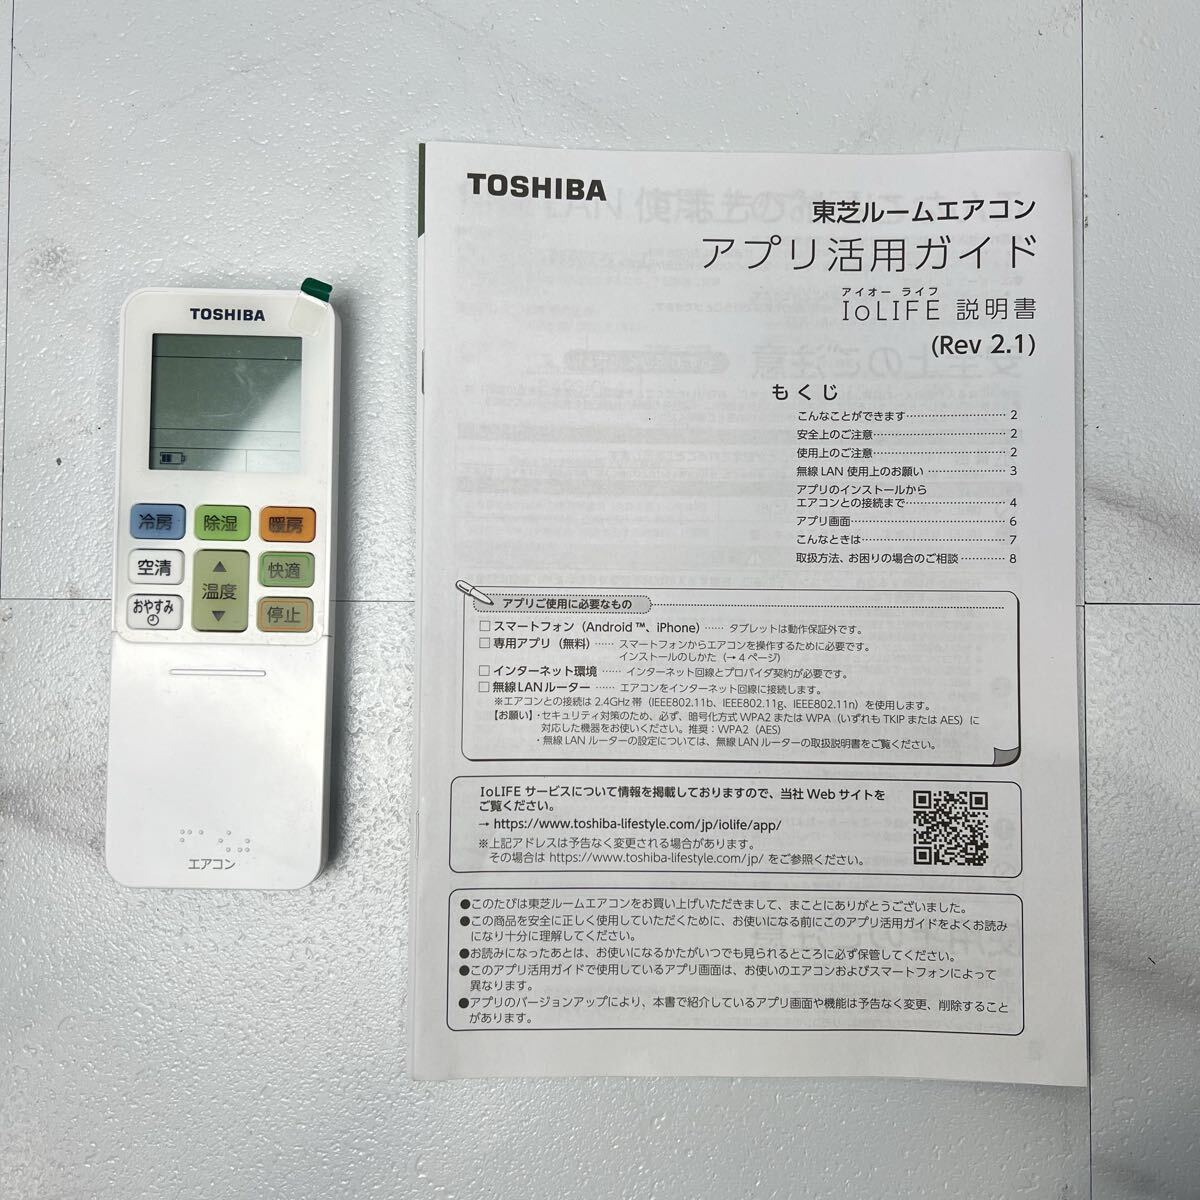 TOSHIBA
冷房 除湿 暖房
空清 温度 快適
おやすみ 停止
エアコン
TOSHIBA
東芝ルームエアコン
アプリ活用ガイド
アイオー ライフ
IoLIFE 説明書
(Rev 2.1)
もくじ
こんなことができます 2
安全上のご注意 2
使用上のご注意 2
無線LAN 使用上のお願い 3
アプリのインストールから
エアコンとの接続まで 4
アプリ画面 6
こんなときは 7
取扱方法、お困りの場合のご相談 8
アプリご使用に必要なもの
□ スマートフォン（Android ™、iPhone）…… タブレットは動作保証外です。
□ 専用アプリ（無料）…… スマートフォンからエアコンを操作するために必要です。
インストールのしかた（→ 4 ページ）
□ インターネット環境 …… インターネット回線とプロバイダ契約が必要です。
□ 無線LANルーター …… エアコンをインターネット回線に接続します。
※エアコンとの接続は 2.4GHz 帯（IEEE802.11b、IEEE802.11g、IEEE802.11n）を使用します。
【お願い】・セキュリティ対策のため、必ず、暗号化方式 WPA2 または WPA（いずれも TKIP または AES）に
対応した機器をお使いください。推奨：WPA2（AES）
・無線 LAN ルーターの設定については、無線 LAN ルーターの取扱説明書をご覧ください。
IoLIFE サービスについて情報を掲載しておりますので、当社 Web サイトを
ご覧ください。
→ https://www.toshiba-lifestyle.com/jp/iolife/app/
※上記アドレスは予告なく変更される場合があります。
その場合は https://www.toshiba-lifestyle.com/jp/ をご参照ください。
●このたびは東芝ルームエアコンをお買い上げいただきまして、まことにありがとうございました。
●この商品を安全に正しく使用していただくために、お使いになる前にこのアプリ活用ガイドをよくお読み
になり十分に理解してください。
●お読みになったあとは、お使いになるかたがいつでも見られるところに必ず保管してください。
●このアプリ活用ガイドで使用しているアプリ画面は、お使いのエアコンおよびスマートフォンによって
異なります。
●アプリのバージョンアップにより、本書で紹介しているアプリ画面や機能は予告なく変更、削除すること
があります。